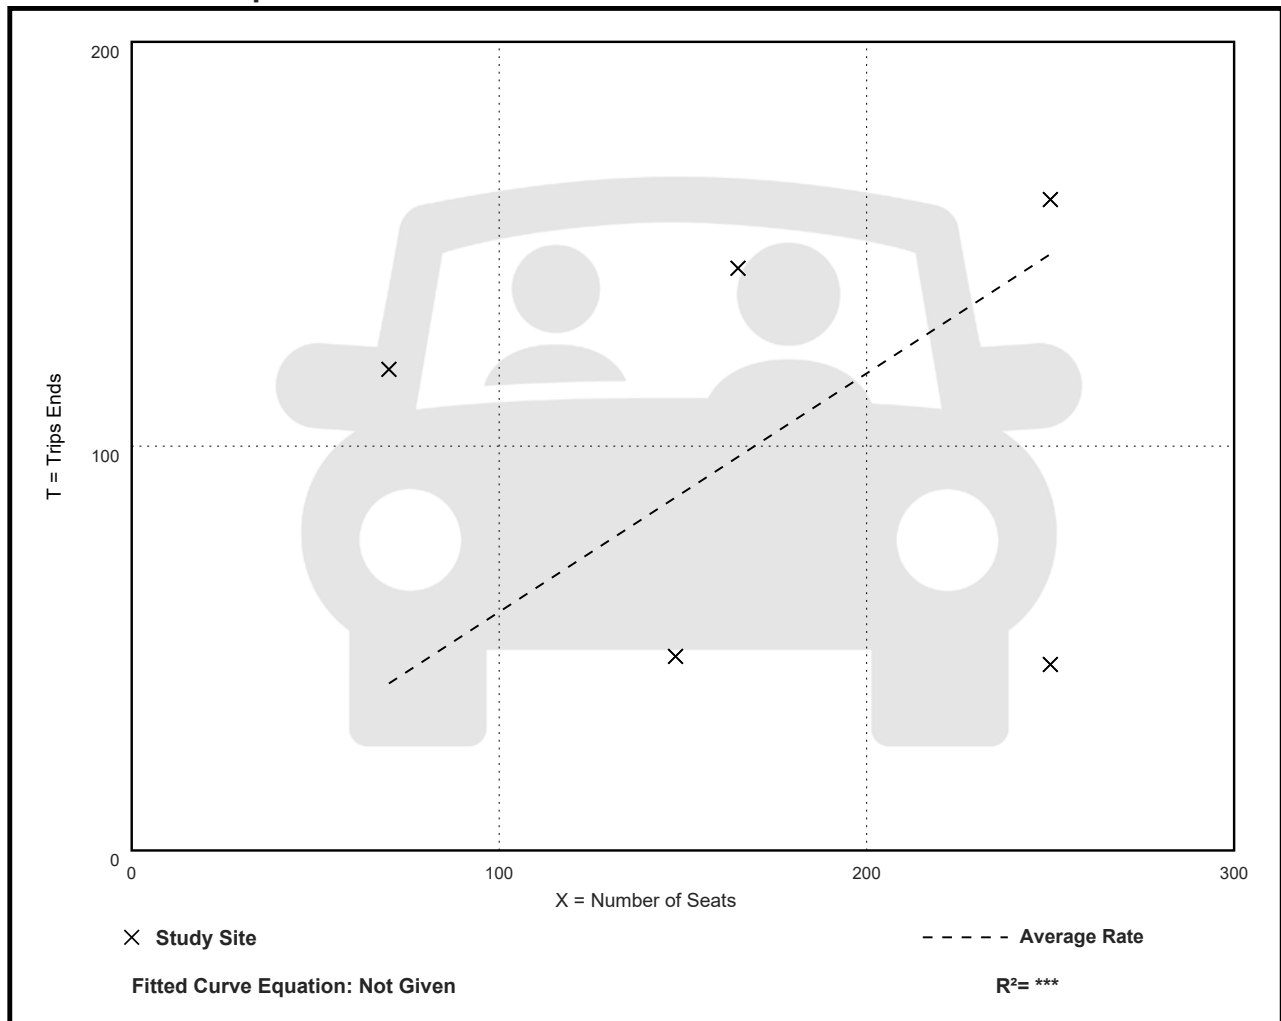 200
100
0
T = Trips Ends
0 100 200 300
X = Number of Seats
Study Site
Average Rate
Fitted Curve Equation: Not Given
R²= ***